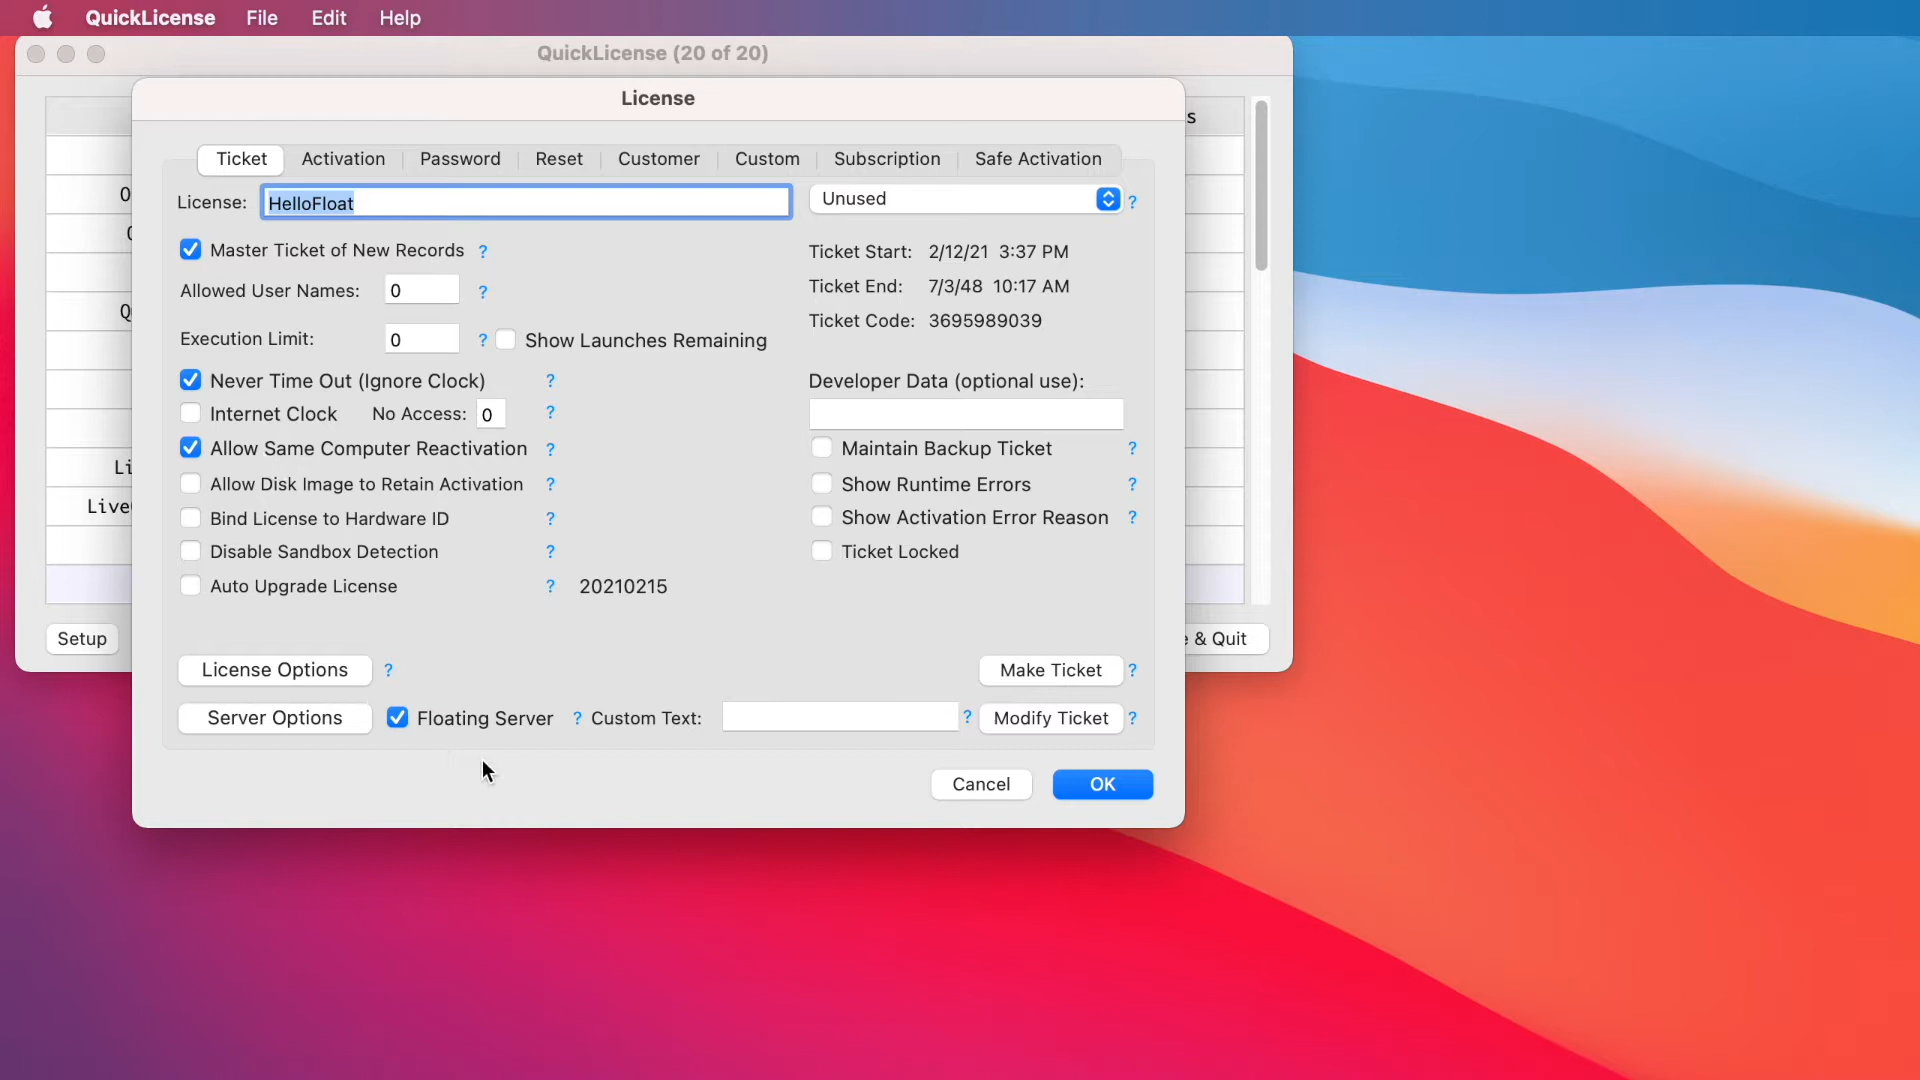 QuickLicense File Edit Help
QuickLicense (20 of 20)
License
Ticket Activation Password Reset Customer Custom Subscription Safe Activation
License: HelloFloat Unused ?
Master Ticket of New Records ? Ticket Start: 2/12/21 3:37 PM
Allowed User Names: 0 ? Ticket End: 7/3/48 10:17 AM
Ticket Code: 3695989039
Execution Limit: 0 ? Show Launches Remaining
Never Time Out (Ignore Clock) ? Developer Data (optional use):
Internet Clock No Access: 0 ?
Allow Same Computer Reactivation ? Maintain Backup Ticket ?
Allow Disk Image to Retain Activation ? Show Runtime Errors ?
Bind License to Hardware ID ? Show Activation Error Reason ?
Disable Sandbox Detection ? Ticket Locked
Auto Upgrade License ? 20210215
Setup & Quit
License Options ? Make Ticket ?
Server Options Floating Server ? Custom Text: ? Modify Ticket ?
Cancel OK